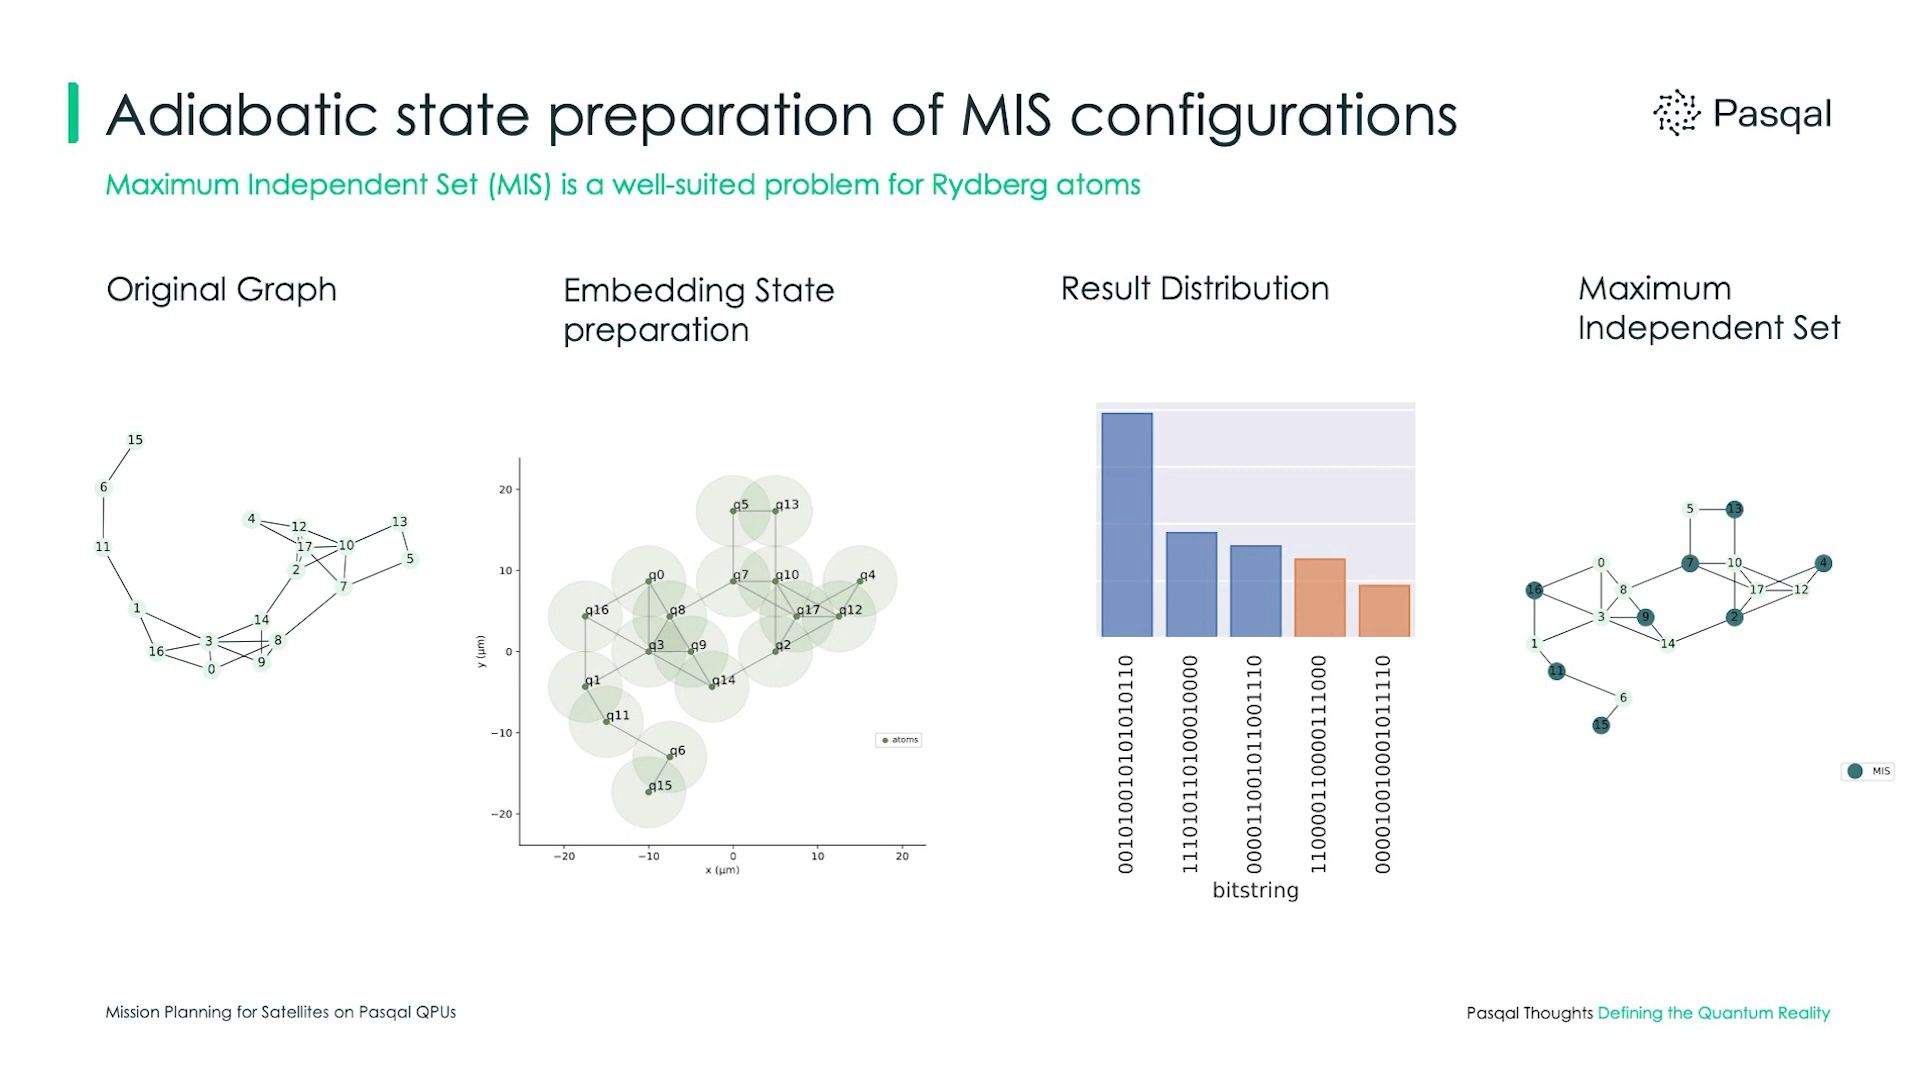 Adiabatic state preparation of MIS configurations
Pasqal
Maximum Independent Set (MIS) is a well-suited problem for Rydberg atoms
Original Graph
Embedding State
preparation
Result Distribution
Maximum
Independent Set
15
6
11
1
16
3
0
14
8
9
4
12
17
10
2
7
13
5
20
10
0
−10
−20
y (μm)
q5
q13
q0
q7
q10
q4
q16
q8
q17
q12
q3
q9
q2
q1
q14
q11
q6
q15
atoms
−20
−10
0
10
20
x (μm)
001010010101010110
111010111010001 0000
000011001011001110
110000110000111000
000010010001011110
bitstring
5
13
0
7
10
4
16
8
17
12
3
9
2
1
14
11
6
15
MIS
Mission Planning for Satellites on Pasqal QPUs
Pasqal Thoughts Defining the Quantum Reality